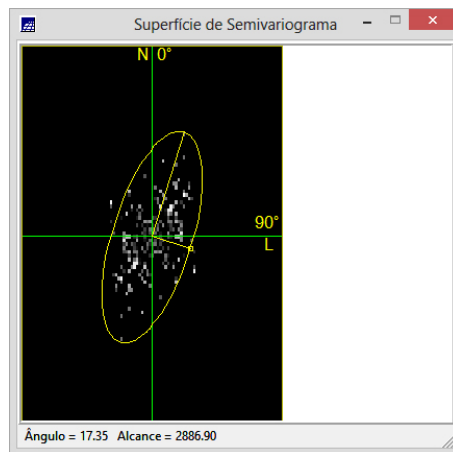 Superfície de Semivariograma
N 0°
90°
L
Ângulo = 17.35 Alcance = 2886.90